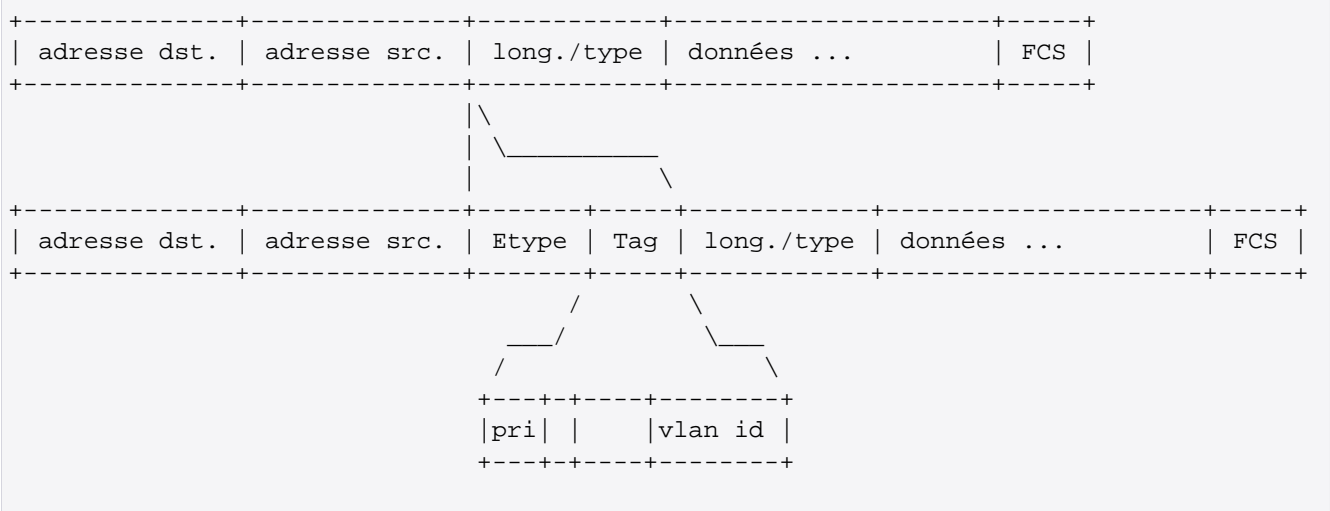 | adresse dst. | adresse src. | long./type | données ... | FCS |
| adresse dst. | adresse src. | Etype | Tag | long./type | données ... | FCS |
|pri| | |vlan id |